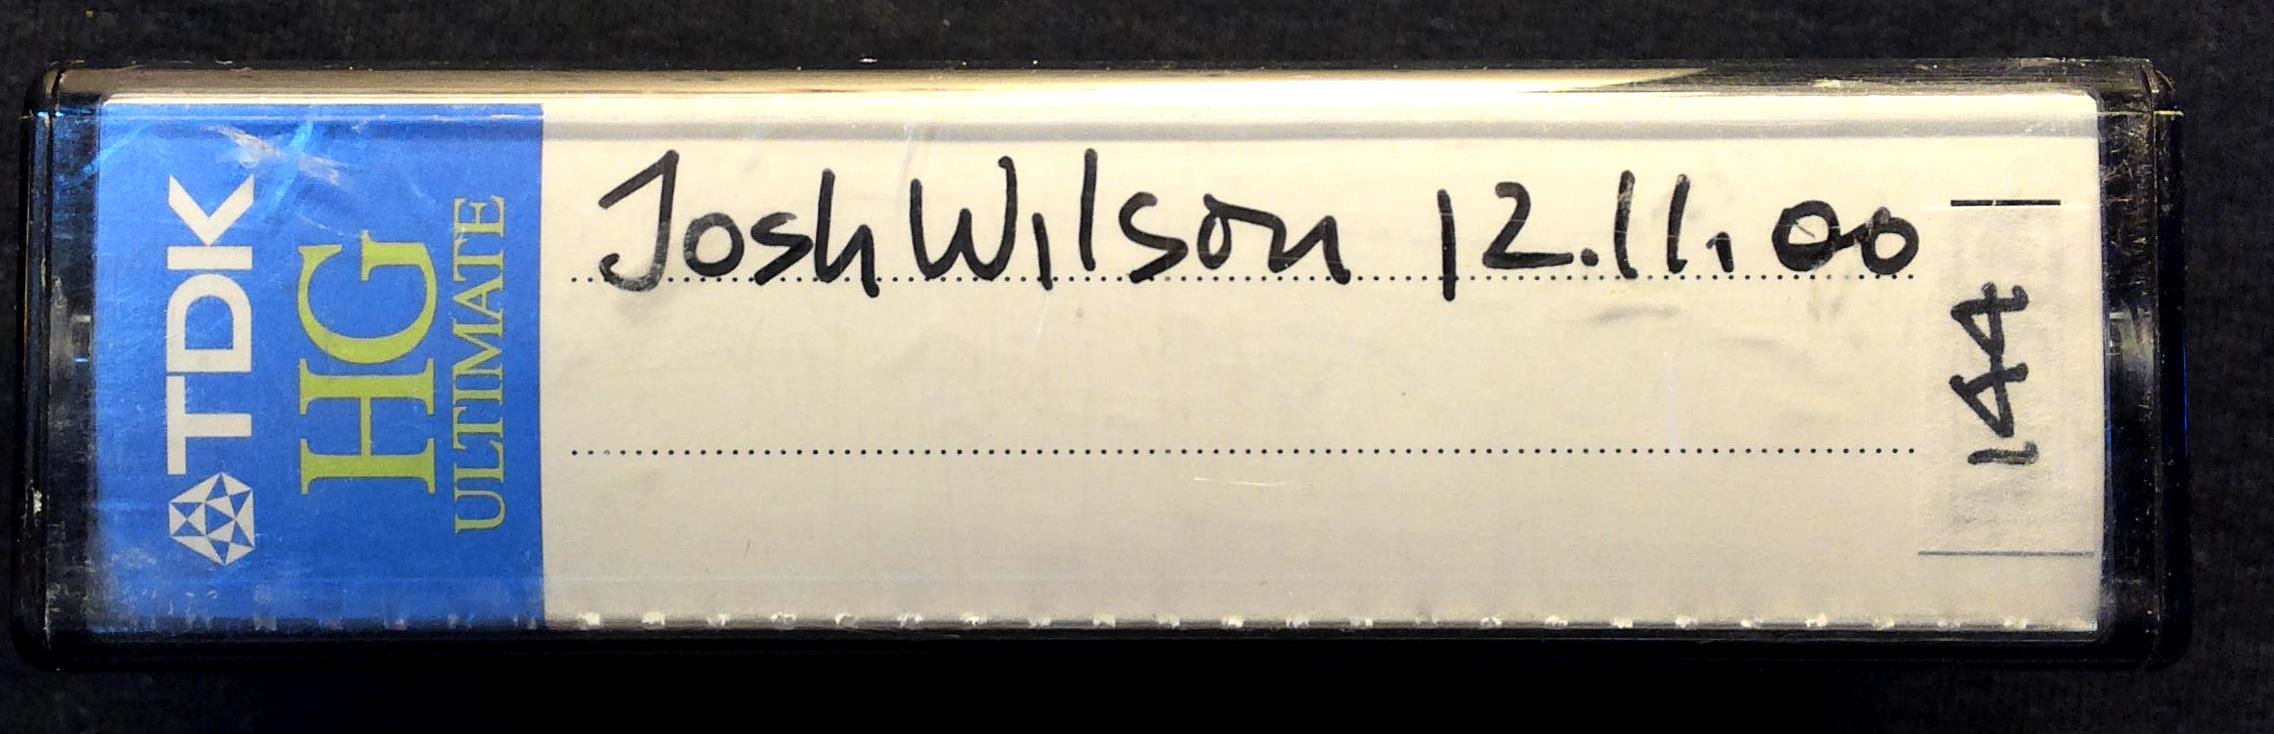 TDK
HG
ULTIMATE
Josh Wilson 12.11.00
144